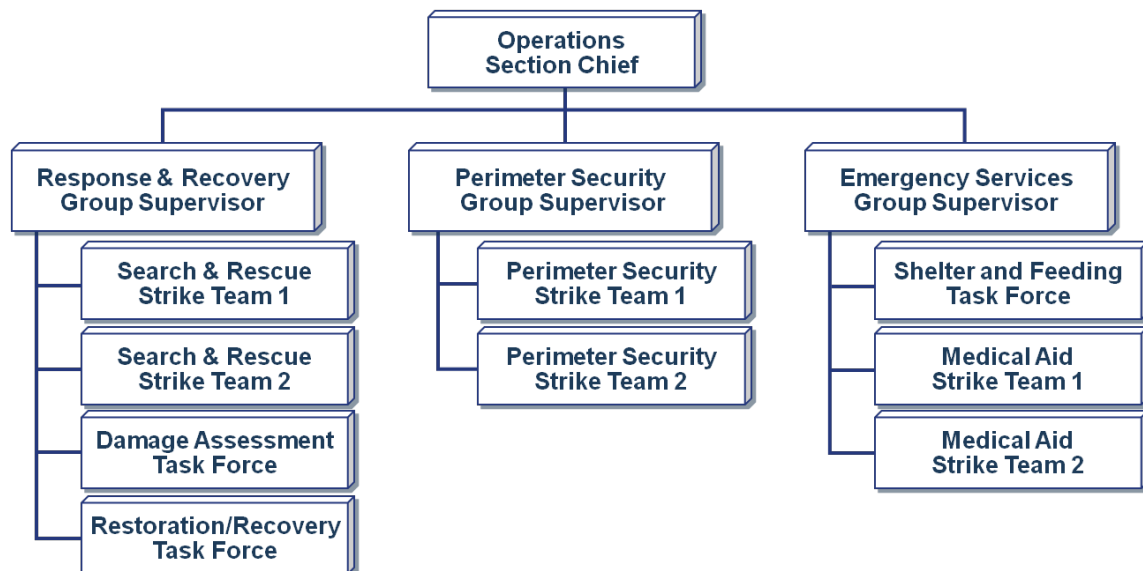 Operations
Section Chief
Response & Recovery
Group Supervisor
Search & Rescue
Strike Team 1
Search & Rescue
Strike Team 2
Damage Assessment
Task Force
Restoration/Recovery
Task Force
Perimeter Security
Group Supervisor
Perimeter Security
Strike Team 1
Perimeter Security
Strike Team 2
Emergency Services
Group Supervisor
Shelter and Feeding
Task Force
Medical Aid
Strike Team 1
Medical Aid
Strike Team 2